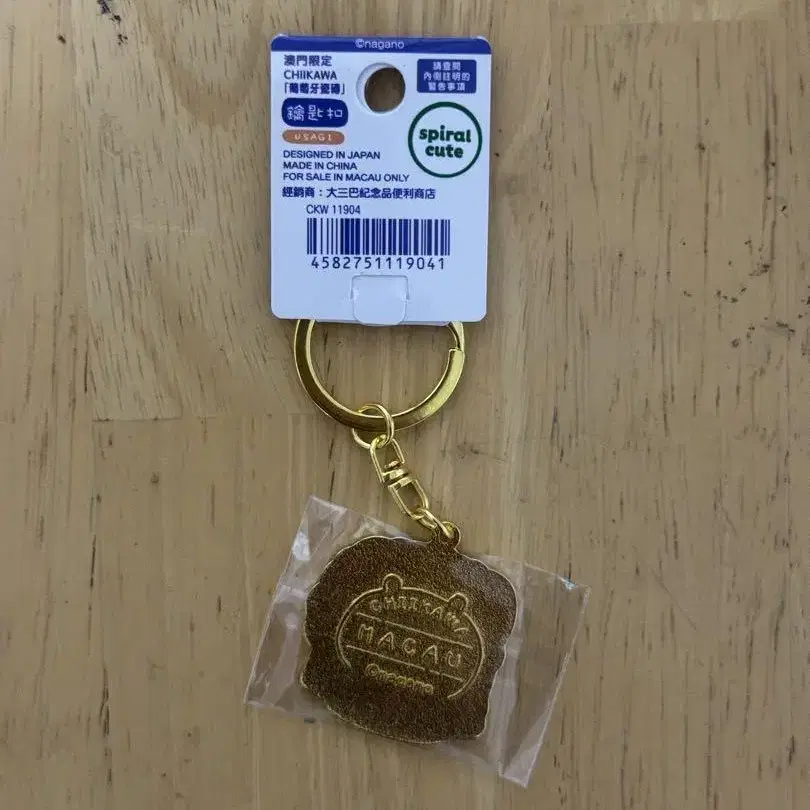 ©nagano
澳門限定
CHIIKAWA
「葡萄牙瓷磚」
鑰匙扣
USAGI
請查閱
內側註明的
警告事項
spiral
cute
DESIGNED IN JAPAN
MADE IN CHINA
FOR SALE IN MACAU ONLY
經銷商：大三巴紀念品便利商店
CKW 11904
4582751119041
CHIIKAWA
MACAU
©nagano